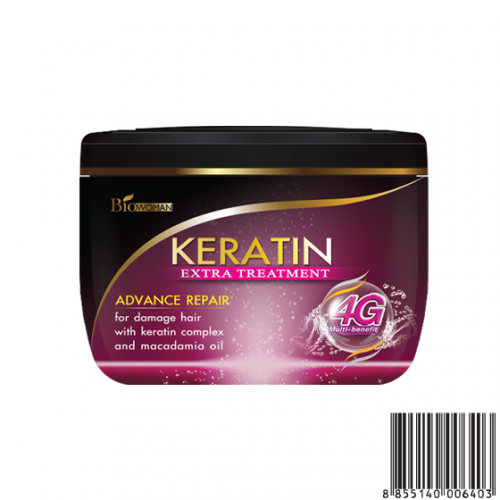 BioWOMAN
KERATIN
EXTRA TREATMENT
ADVANCE REPAIR
for damage hair
with keratin complex
and macadamia oil
4G
Multi-benefit
8 855140 006403